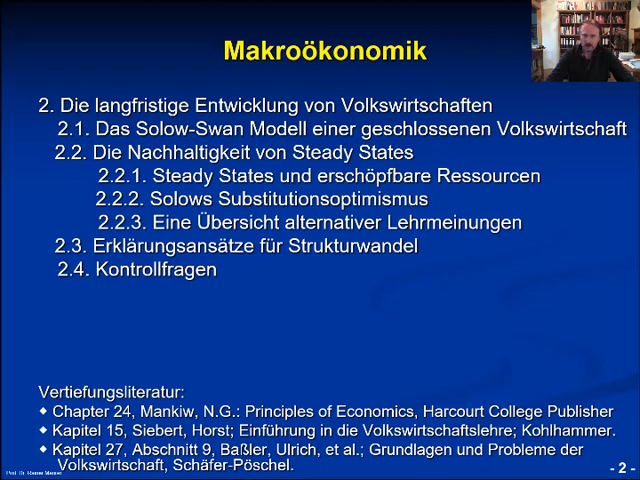 Makroökonomik
2. Die langfristige Entwicklung von Volkswirtschaften
2.1. Das Solow-Swan Modell einer geschlossenen Volkswirtschaft
2.2. Die Nachhaltigkeit von Steady States
2.2.1. Steady States und erschöpfbare Ressourcen
2.2.2. Solows Substitutionsoptimismus
2.2.3. Eine Übersicht alternativer Lehrmeinungen
2.3. Erklärungsansätze für Strukturwandel
2.4. Kontrollfragen
Vertiefungsliteratur:
◆ Chapter 24, Mankiw, N.G.: Principles of Economics, Harcourt College Publisher
◆ Kapitel 15, Siebert, Horst; Einführung in die Volkswirtschaftslehre; Kohlhammer.
◆ Kapitel 27, Abschnitt 9, Baßler, Ulrich, et al.; Grundlagen und Probleme der
Volkswirtschaft, Schäfer-Pöschel.
Prof. Dr. Rainer
- 2 -